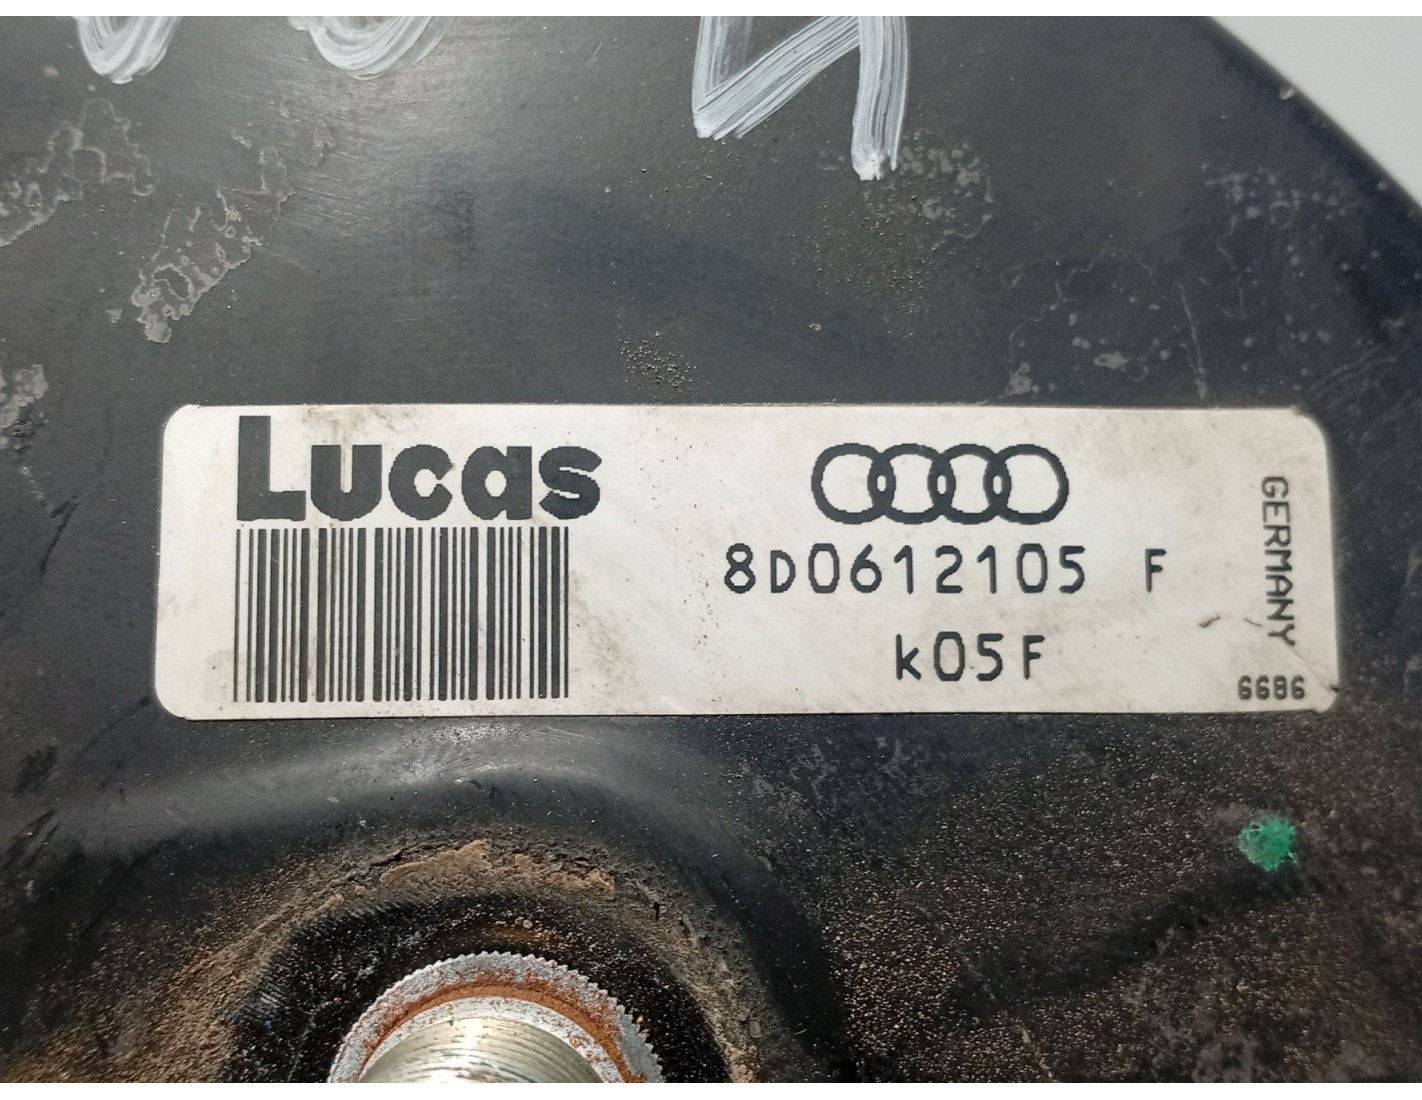 Lucas
8D0612105 F
k05F
GERMANY
6686